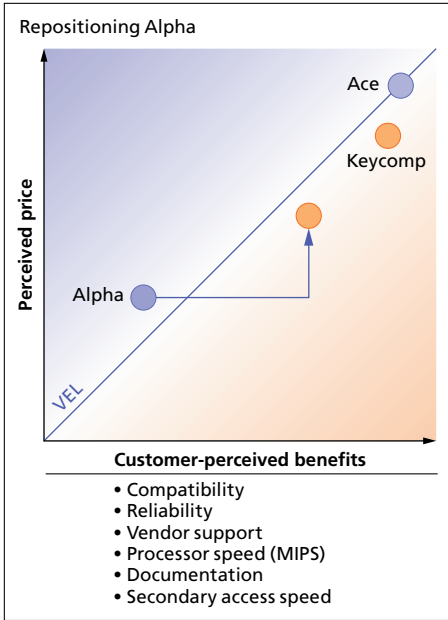 Repositioning Alpha
Ace
Keycomp
Perceived price
Alpha
VEL
Customer-perceived benefits
• Compatibility
• Reliability
• Vendor support
• Processor speed (MIPS)
• Documentation
• Secondary access speed